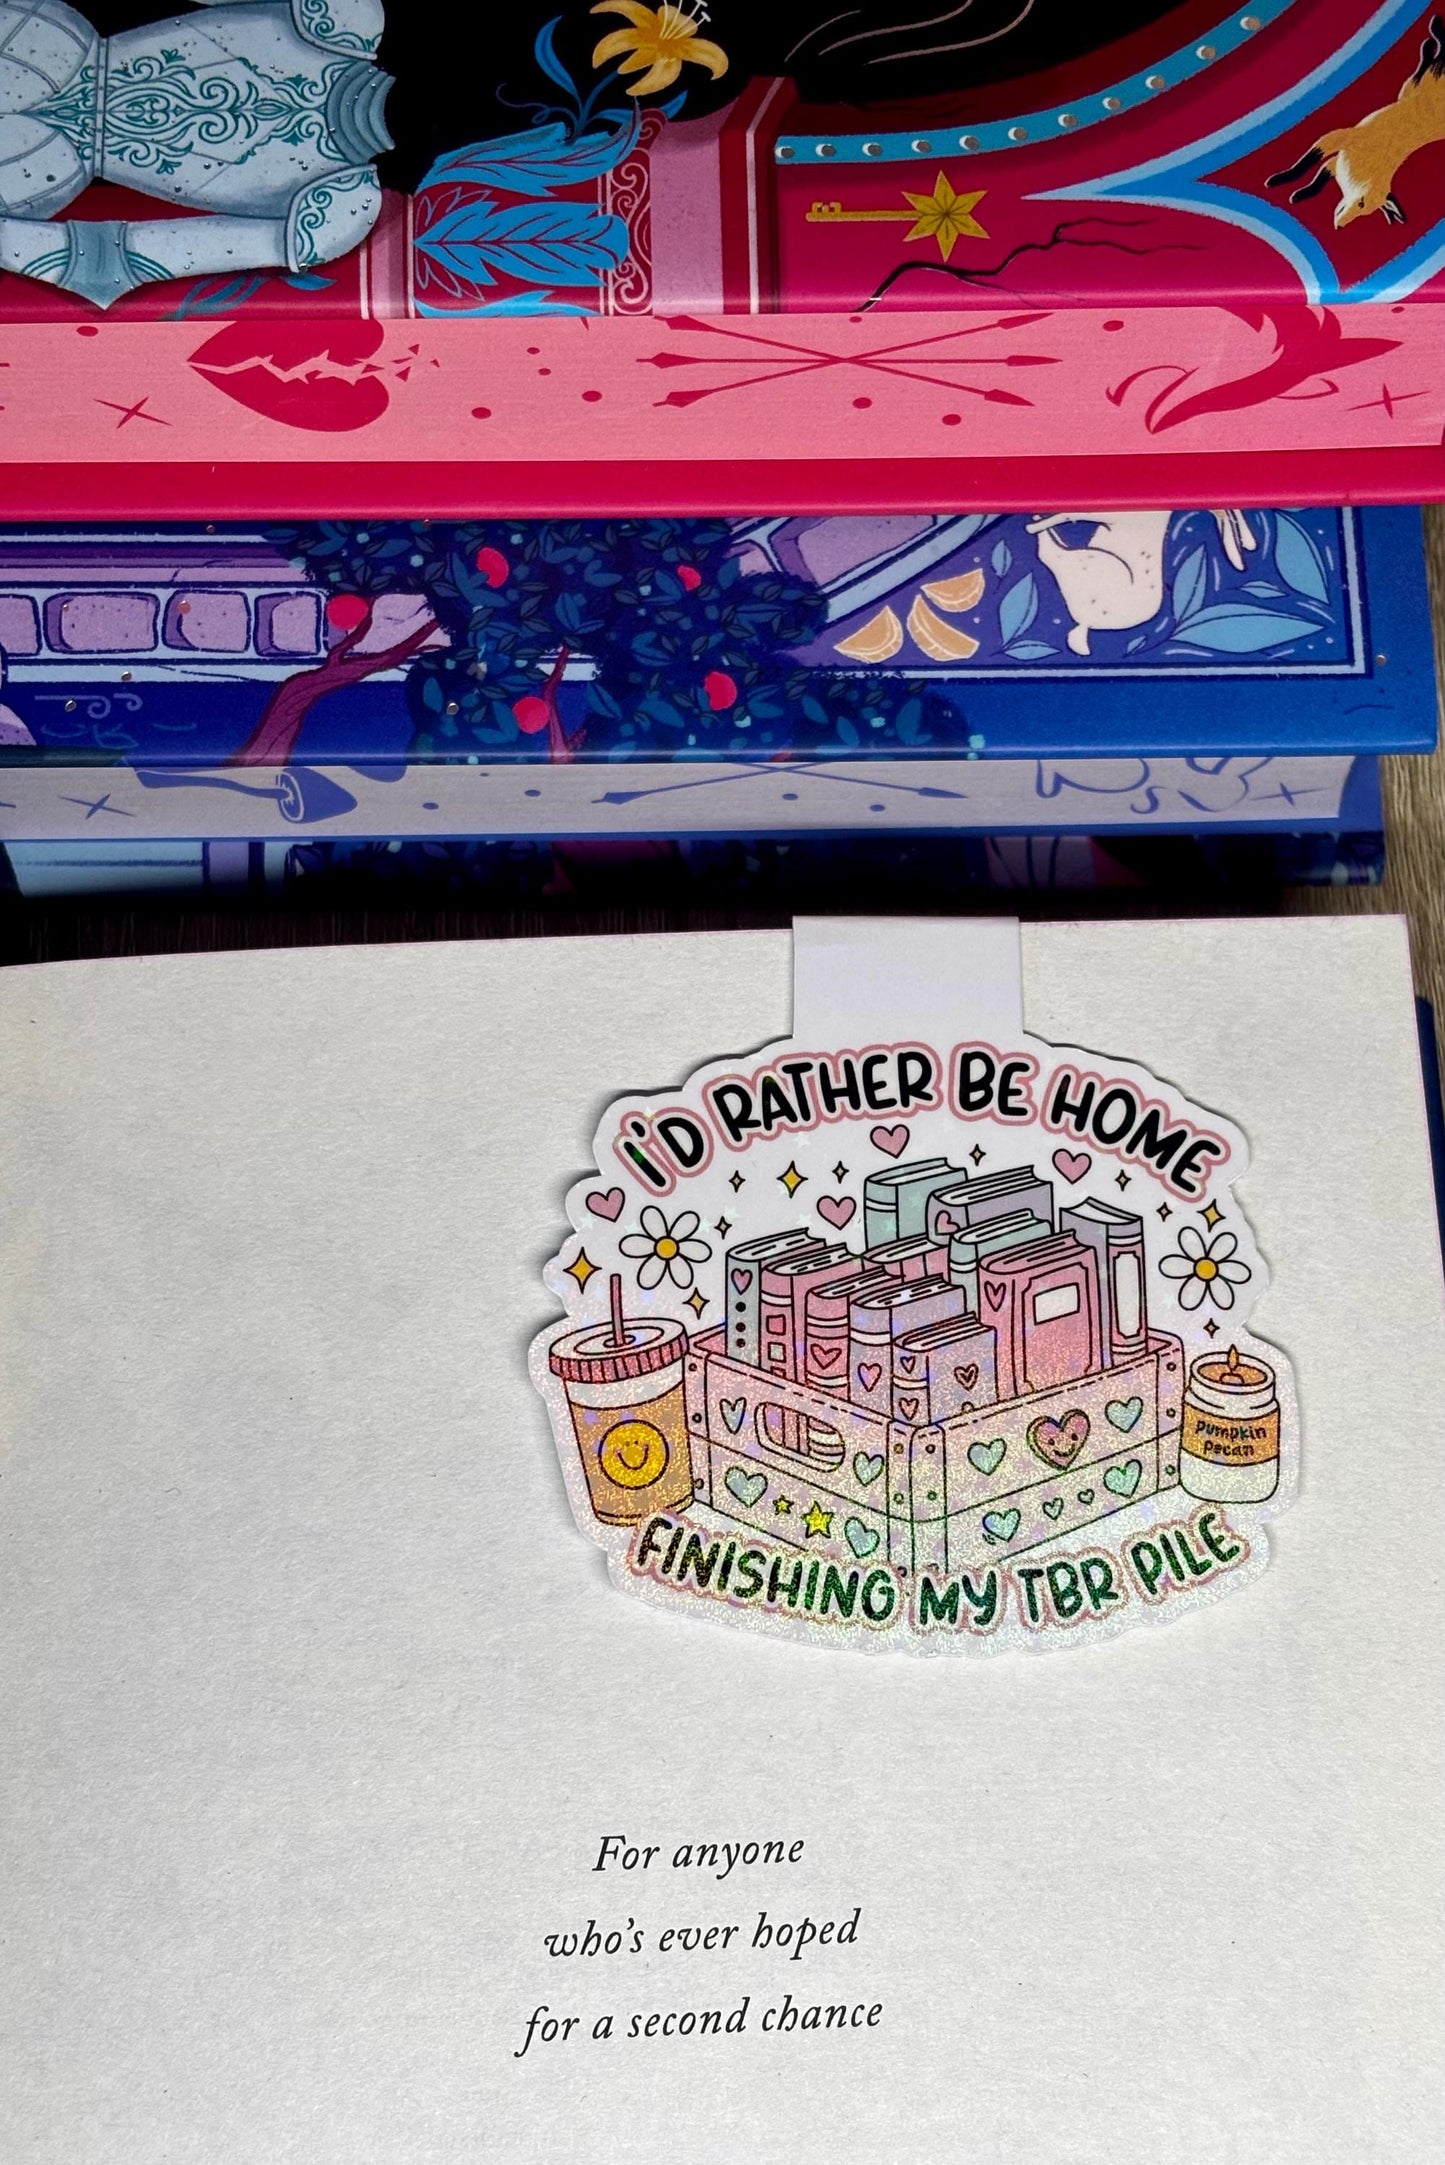 I'D RATHER BE HOME
pumpkin
pecan
FINISHING MY TBR PILE
For anyone
who's ever hoped
for a second chance